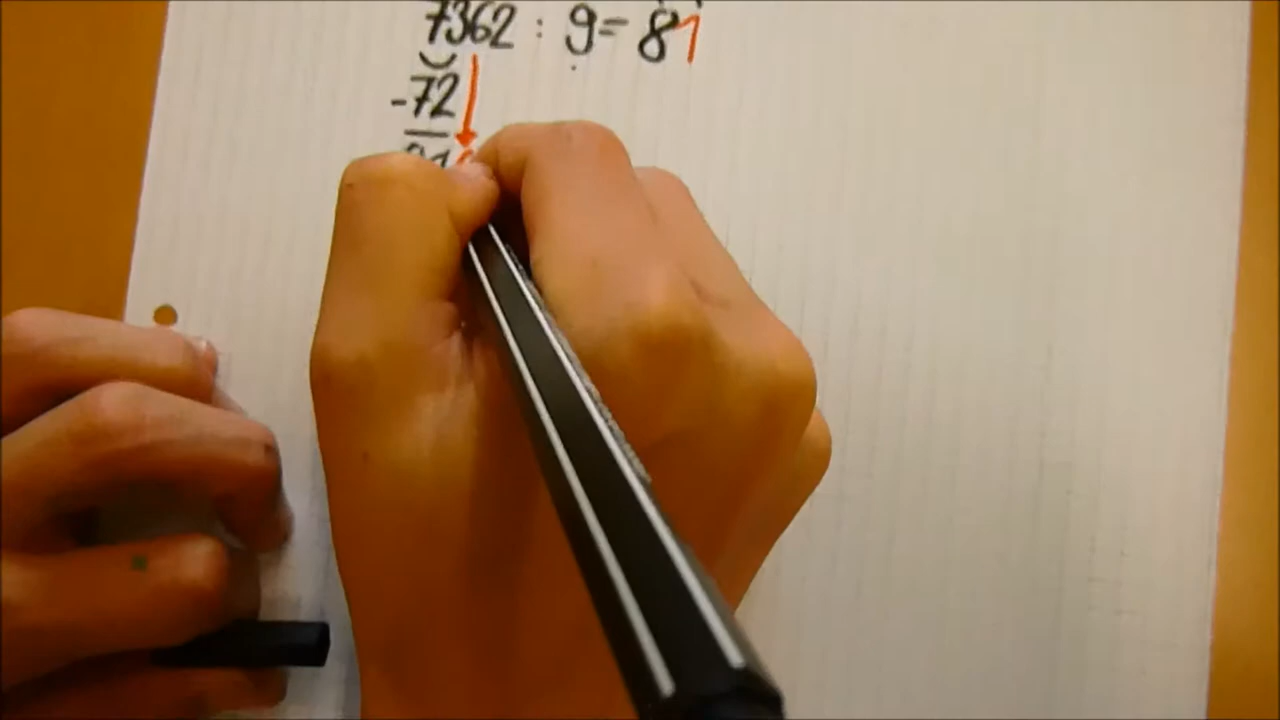 7362 : 9 = 81
-72